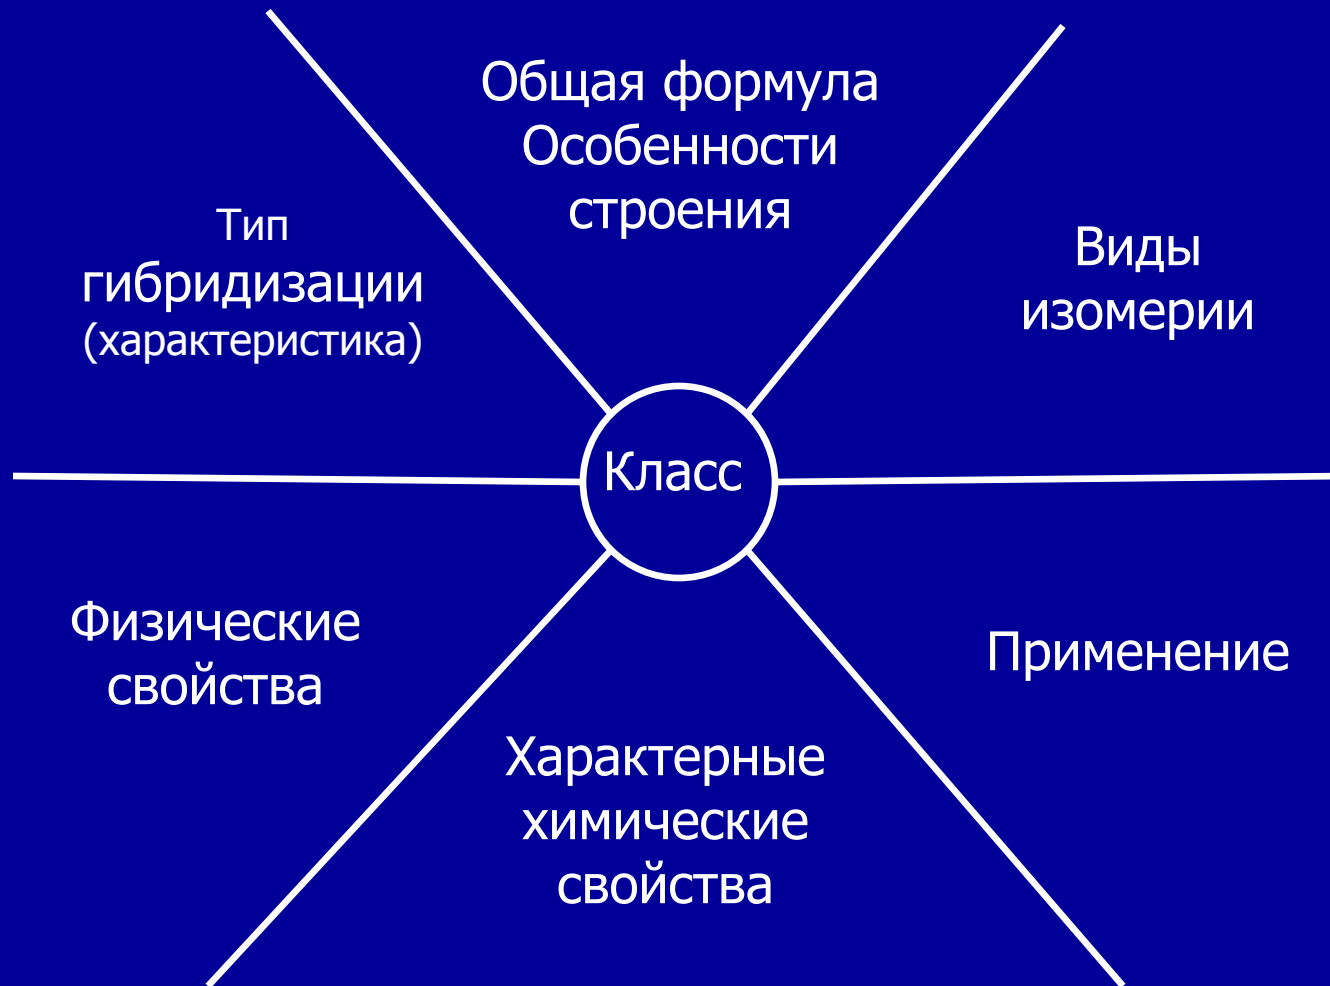 Общая формула
Особенности
строения
Тип
гибридизации
(характеристика)
Виды
изомерии
Класс
Физические
свойства
Применение
Характерные
химические
свойства